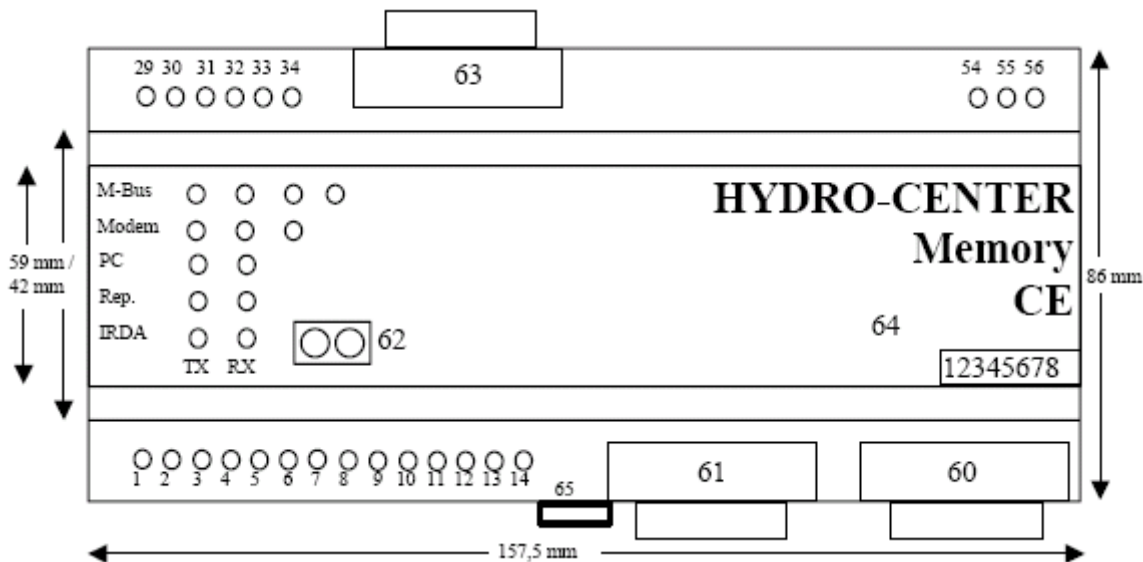 29 30 31 32 33 34
63
54 55 56
M-Bus
Modem
PC
Rep.
IRDA
TX RX
62
HYDRO-CENTER
Memory
CE
64
12345678
59 mm /
42 mm
86 mm
1 2 3 4 5 6 7 8 9 10 11 12 13 14
65
61
60
157,5 mm